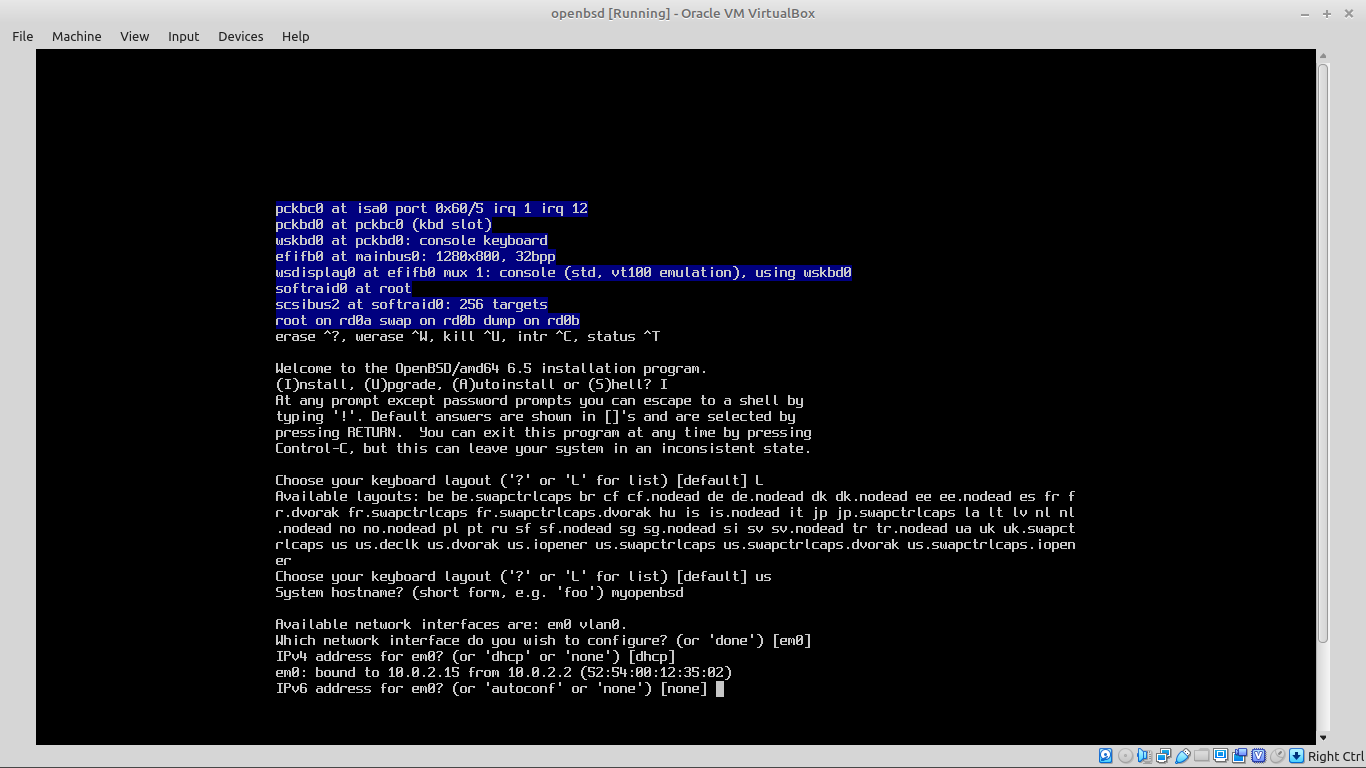 openbsd [Running] - Oracle VM VirtualBox
File Machine View Input Devices Help
pckbc0 at isa0 port 0x60/5 irq 1 irq 12
pckbd0 at pckbc0 (kbd slot)
wskbd0 at pckbd0: console keyboard
efifb0 at mainbus0: 1280x800, 32bpp
wsdisplay0 at efifb0 mux 1: console (std, vt100 emulation), using wskbd0
softraid0 at root
scsibus2 at softraid0: 256 targets
root on rd0a swap on rd0b dump on rd0b
erase ^?, werase ^W, kill ^U, intr ^C, status ^T
Welcome to the OpenBSD/amd64 6.5 installation program.
(I)nstall, (U)pgrade, (A)utoinstall or (S)hell? I
At any prompt except password prompts you can escape to a shell by
typing '!'. Default answers are shown in []'s and are selected by
pressing RETURN.  You can exit this program at any time by pressing
Control-C, but this can leave your system in an inconsistent state.
Choose your keyboard layout ('?' or 'L' for list) [default] L
Available layouts: be be.swapctrlcaps br cf cf.nodead de de.nodead dk dk.nodead ee ee.nodead es fr f
r.dvorak fr.swapctrlcaps fr.swapctrlcaps.dvorak hu is is.nodead it jp jp.swapctrlcaps la lt lv nl nl
.nodead no no.nodead pl pt ru sf sf.nodead sg sg.nodead si sv sv.nodead tr tr.nodead ua uk uk.swapct
rlcaps us us.declk us.dvorak us.iopener us.swapctrlcaps us.swapctrlcaps.dvorak us.swapctrlcaps.iopen
er
Choose your keyboard layout ('?' or 'L' for list) [default] us
System hostname? (short form, e.g. 'foo') myopenbsd
Available network interfaces are: em0 vlan0.
Which network interface do you wish to configure? (or 'done') [em0]
IPv4 address for em0? (or 'dhcp' or 'none') [dhcp]
em0: bound to 10.0.2.15 from 10.0.2.2 (52:54:00:12:35:02)
IPv6 address for em0? (or 'autoconf' or 'none') [none]
Right Ctrl